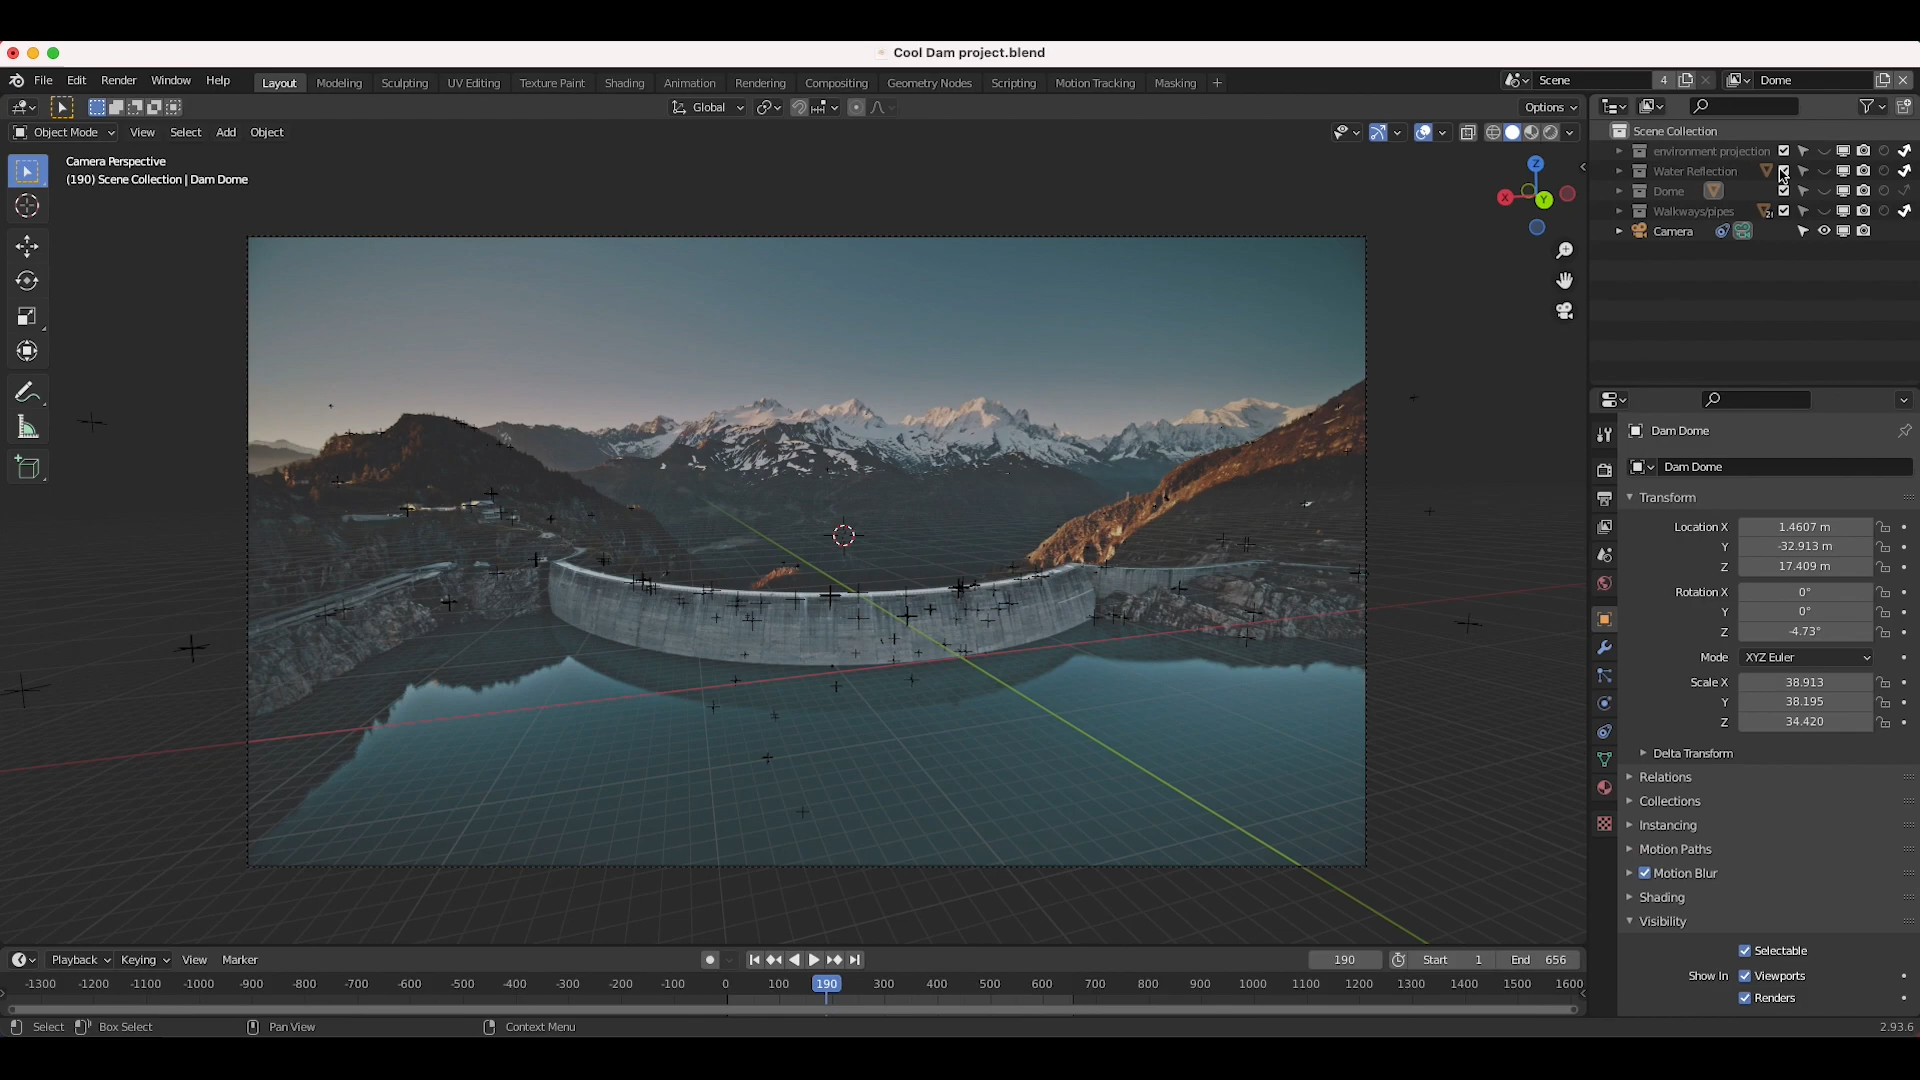 Cool Dam project.blend
File Edit Render Window Help Layout Modeling Sculpting UV Editing Texture Paint Shading Animation Rendering Compositing Geometry Nodes Scripting Motion Tracking Masking + Scene 4 Dome
Global Options
Object Mode View Select Add Object
Camera Perspective
(190) Scene Collection | Dam Dome
Z
X
Y
Scene Collection
environment projection
Water Reflection
Dome
Walkways/pipes
Camera
Dam Dome
Dam Dome
Transform
Location X 1.4607 m
Y -32.913 m
Z 17.409 m
Rotation X 0°
Y 0°
Z -4.73°
Mode XYZ Euler
Scale X 38.913
Y 38.195
Z 34.420
Delta Transform
Relations
Collections
Instancing
Motion Paths
Motion Blur
Shading
Visibility
Selectable
Show In Viewports
Renders
Playback Keying View Marker 190 Start 1 End 656
-1300 -1200 -1100 -1000 -900 -800 -700 -600 -500 -400 -300 -200 -100 0 100 190 300 400 500 600 700 800 900 1000 1100 1200 1300 1400 1500 1600
Select Box Select Pan View Context Menu 2.93.6